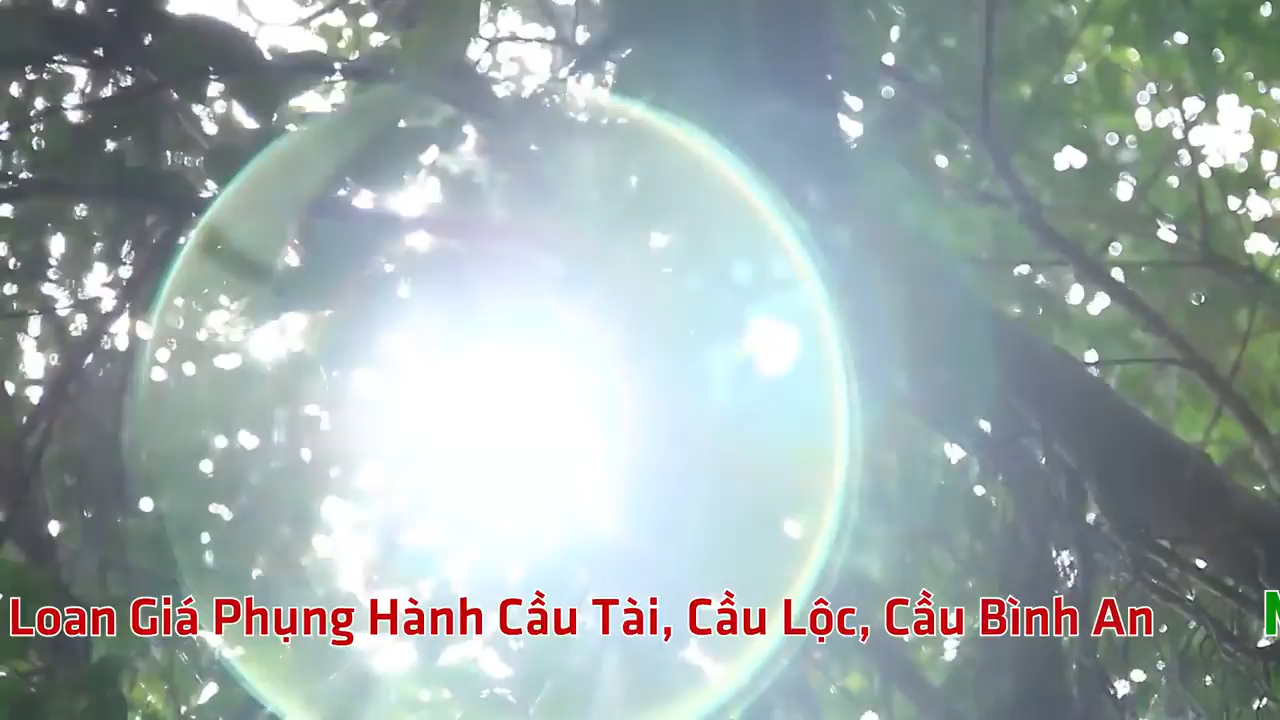 Loan Giá Phụng Hành Cầu Tài, Cầu Lộc, Cầu Bình An